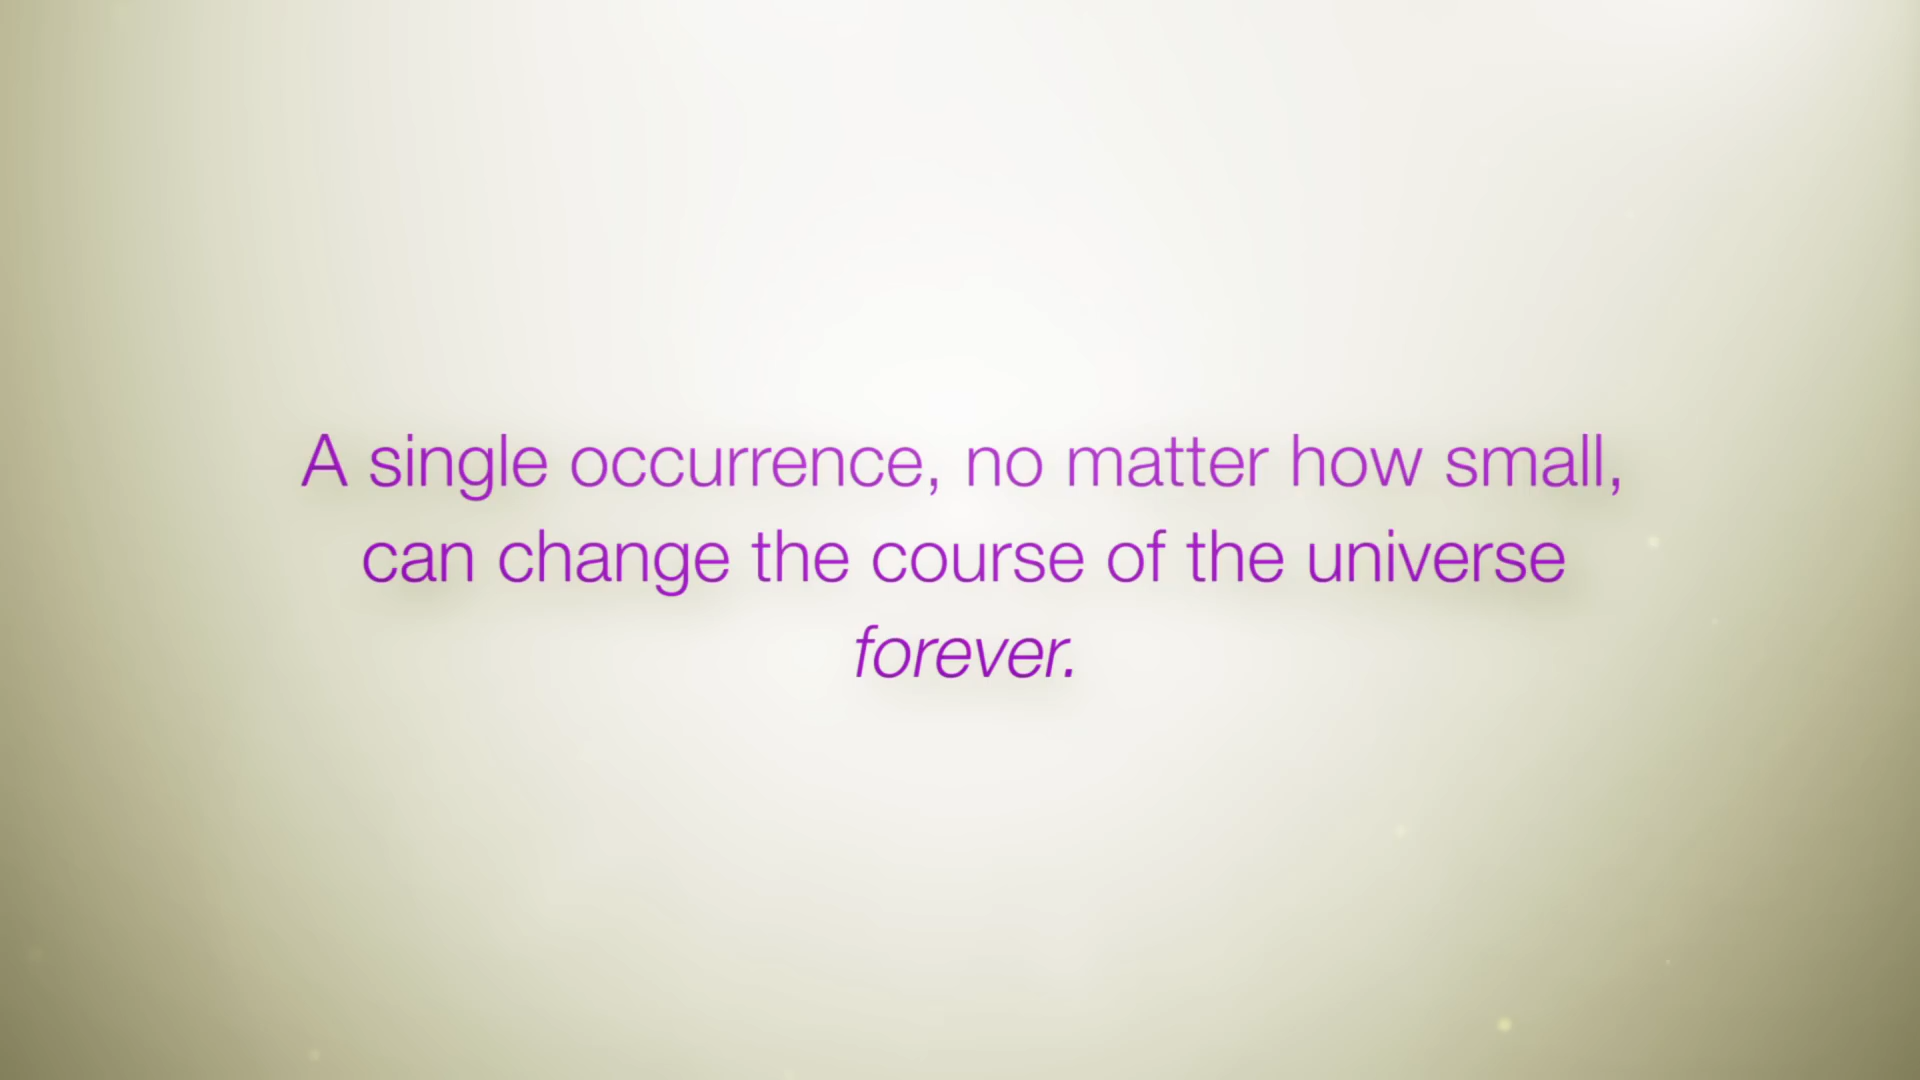 A single occurrence, no matter how small,
can change the course of the universe
forever.